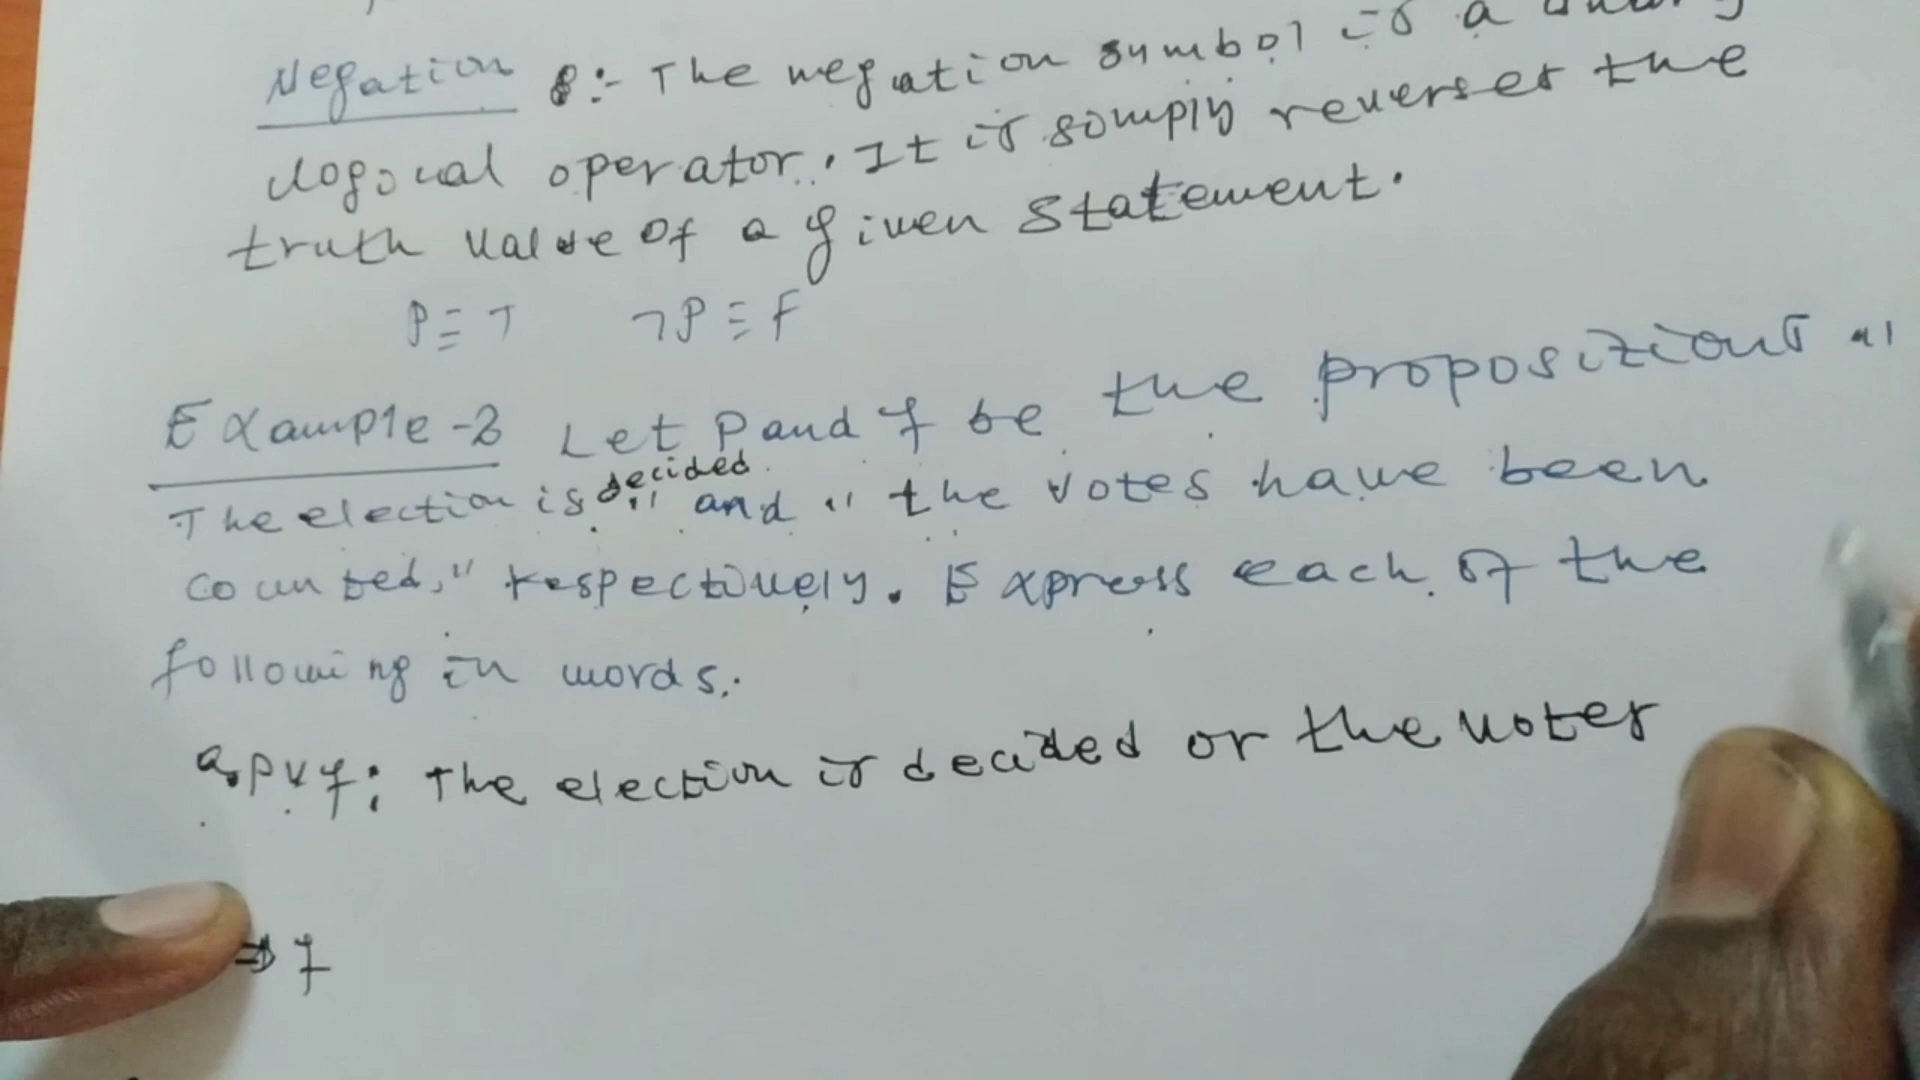 Negation :- The negation symbol is a
logical operator. It is simply reverses the
truth value of a given statement.
P ≡ T ¬P ≡ F
Example-2 Let P and q be the propositions "
The election is decided" and "the votes have been
counted," respectively. Express each of the
following in words.
a. p ∨ q: The election is decided or the votes
⇒ q